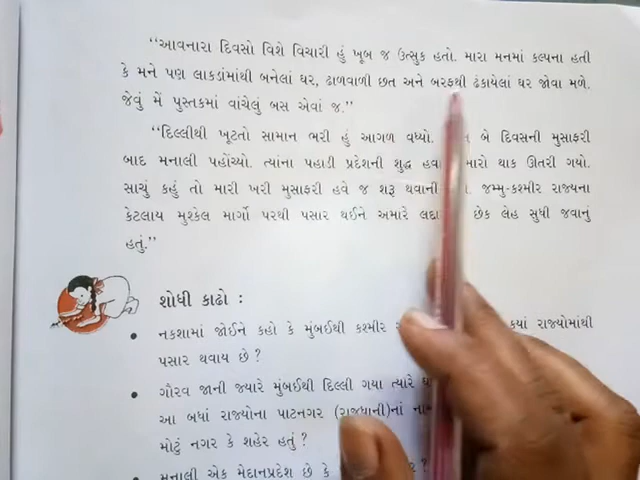 “આવનારા દિવસો વિશે વિચારી હું ખૂબ જ ઉત્સુક હતો. મારા મનમાં કલ્પના હતી
કે મને પણ લાકડાંમાંથી બનેલાં ઘર, ઢાળવાળી છત અને બરફથી ઢંકાયેલાં ઘર જોવા મળે.
જેવું મેં પુસ્તકમાં વાંચેલું બસ એવાં જ.”
“દિલ્લીથી ખૂટતો સામાન ભરી હું આગળ વધ્યો. બે દિવસની મુસાફરી
બાદ મનાલી પહોંચ્યો. ત્યાંના પહાડી પ્રદેશની શુદ્ધ મારો થાક ઊતરી ગયો.
સાચું કહું તો મારી ખરી મુસાફરી હવે જ શરૂ થવાની જમ્મુ-કશ્મીર રાજ્યના
કેટલાય મુશ્કેલ માર્ગો પરથી પસાર થઈને અમારે છેક લેહ સુધી જવાનું
હતું.”
શોધી કાઢો :
• નકશામાં જોઈને કહો કે મુંબઈથી કશ્મીર ક્યાં રાજ્યોમાંથી
પસાર થવાય છે ?
• ગૌરવ જાની જ્યારે મુંબઈથી દિલ્લી ગયા ત્યારે
આ બધાં રાજ્યોના પાટનગર (રાજધાની)નાં
મોટું નગર કે શહેર હતું ?
• મનાલી એક મેદાનપ્રદેશ છે કે